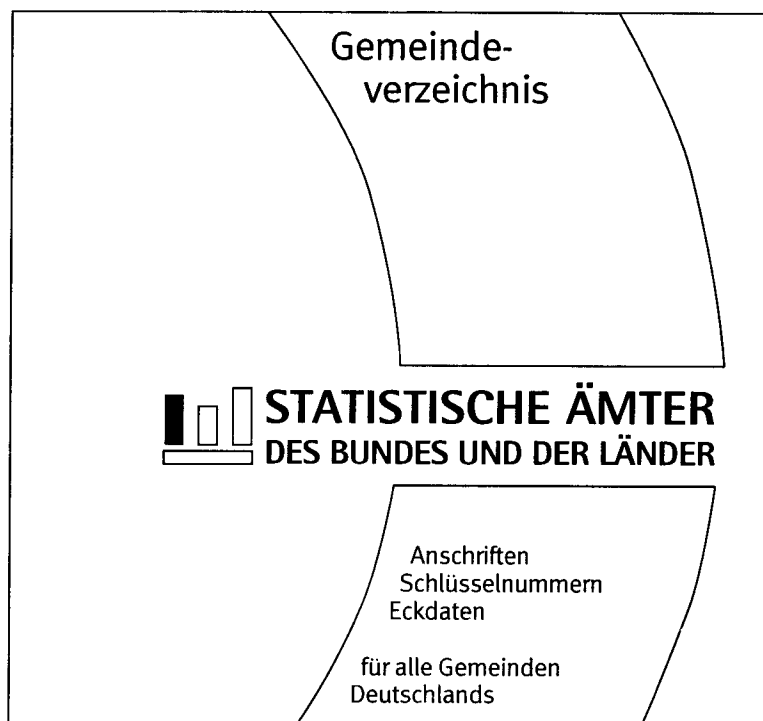 Gemeinde-
verzeichnis
STATISTISCHE ÄMTER
DES BUNDES UND DER LÄNDER
Anschriften
Schlüsselnummern
Eckdaten
für alle Gemeinden
Deutschlands